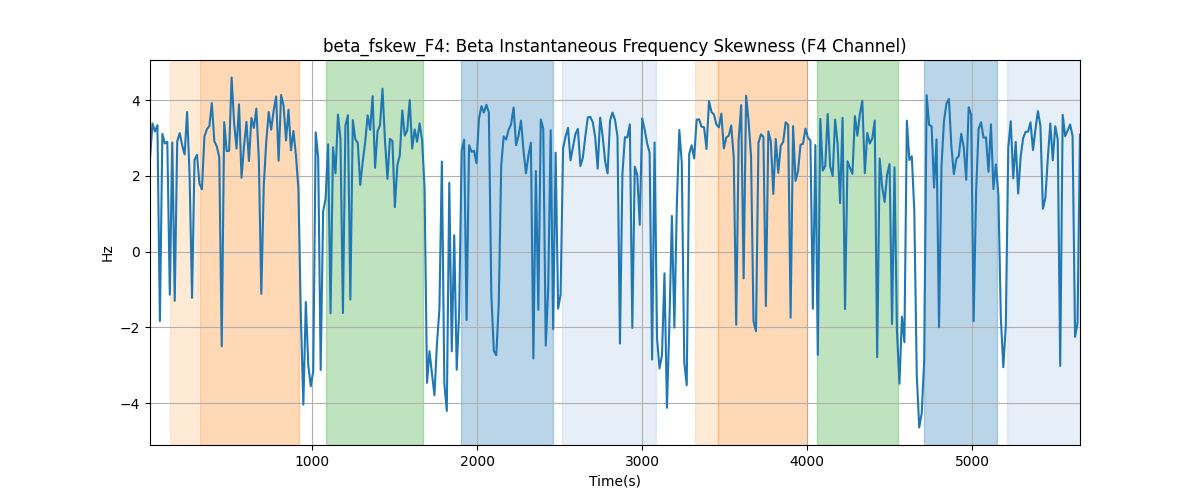 beta_fskew_F4: Beta Instantaneous Frequency Skewness (F4 Channel)
4
2
0
−2
−4
Hz
1000 2000 3000 4000 5000
Time(s)